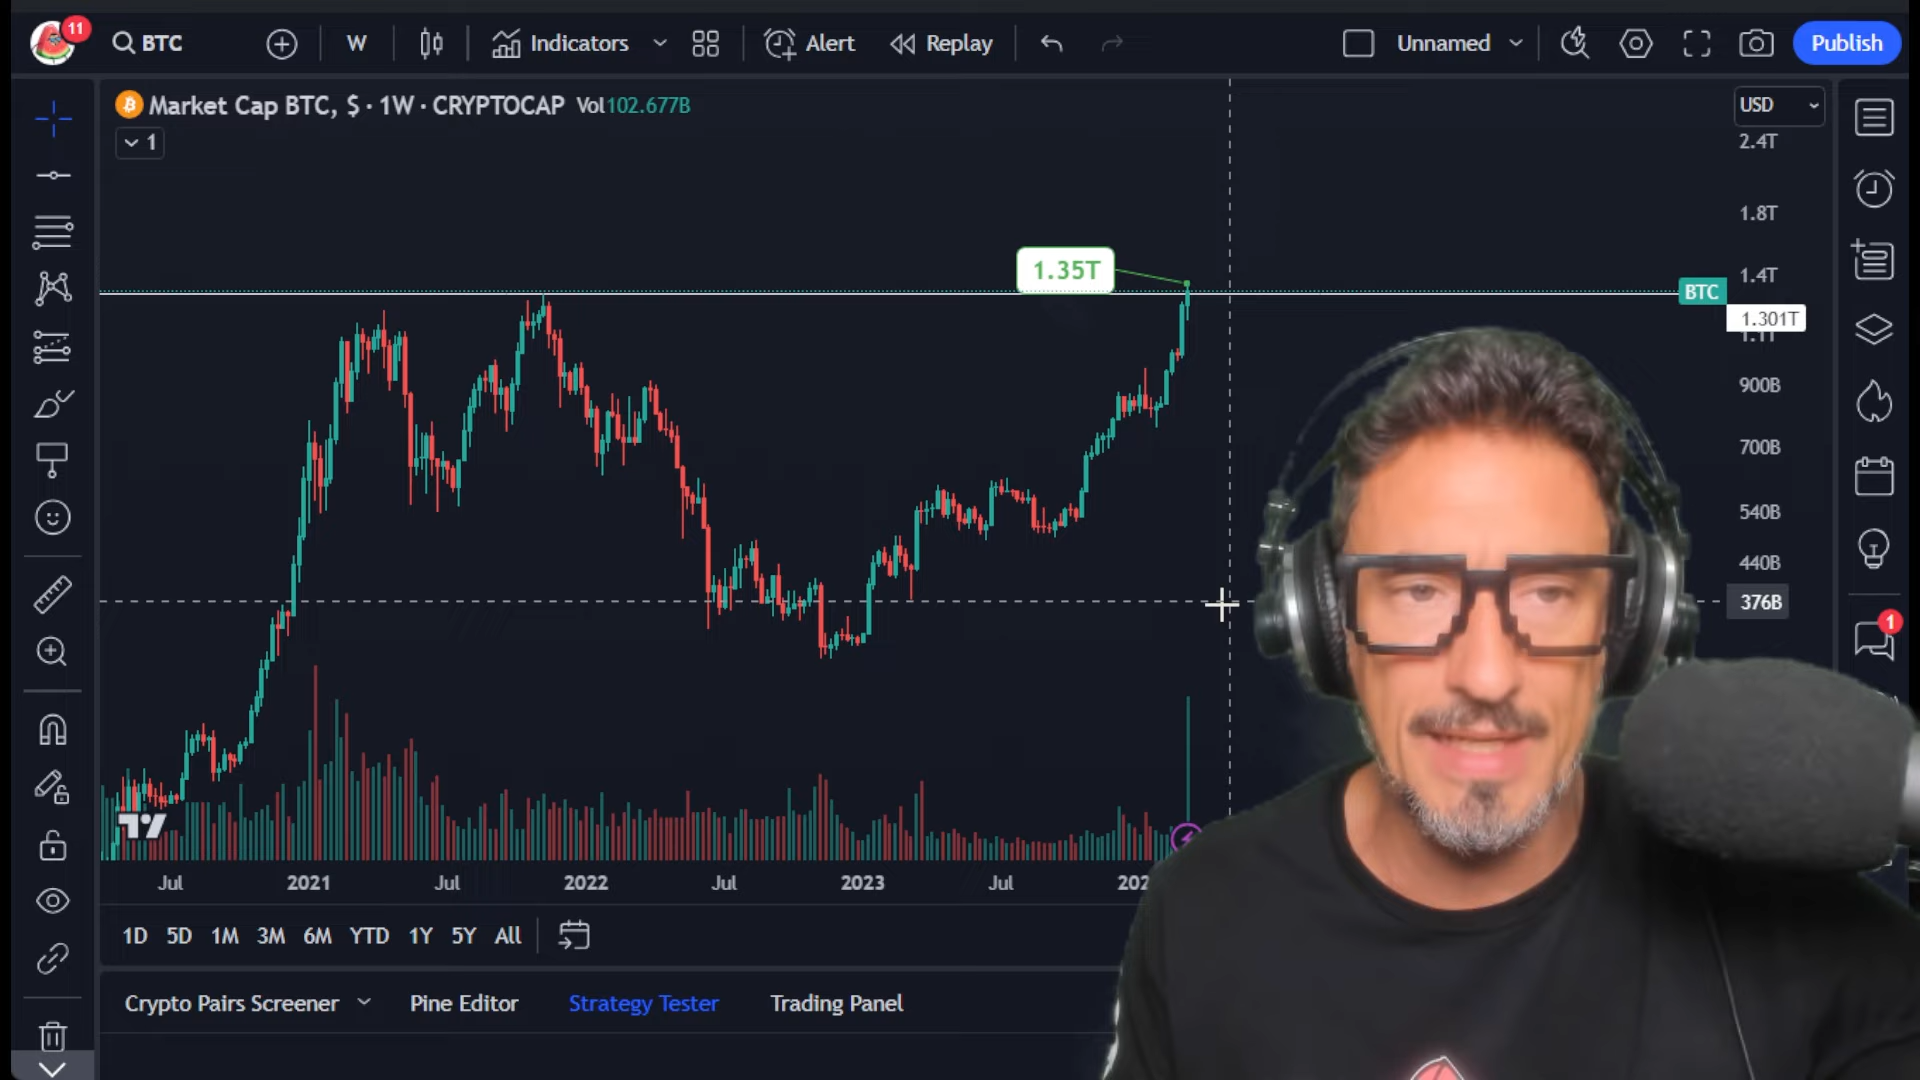 11
BTC
W
Indicators
Alert
Replay
Unnamed
Publish
Market Cap BTC, $ · 1W · CRYPTOCAP Vol102.677B
1
USD
2.4T
1.8T
1.35T
1.4T
BTC
1.301T
900B
700B
540B
440B
376B
1
Jul
2021
Jul
2022
Jul
2023
Jul
1D 5D 1M 3M 6M YTD 1Y 5Y All
Crypto Pairs Screener Pine Editor Strategy Tester Trading Panel